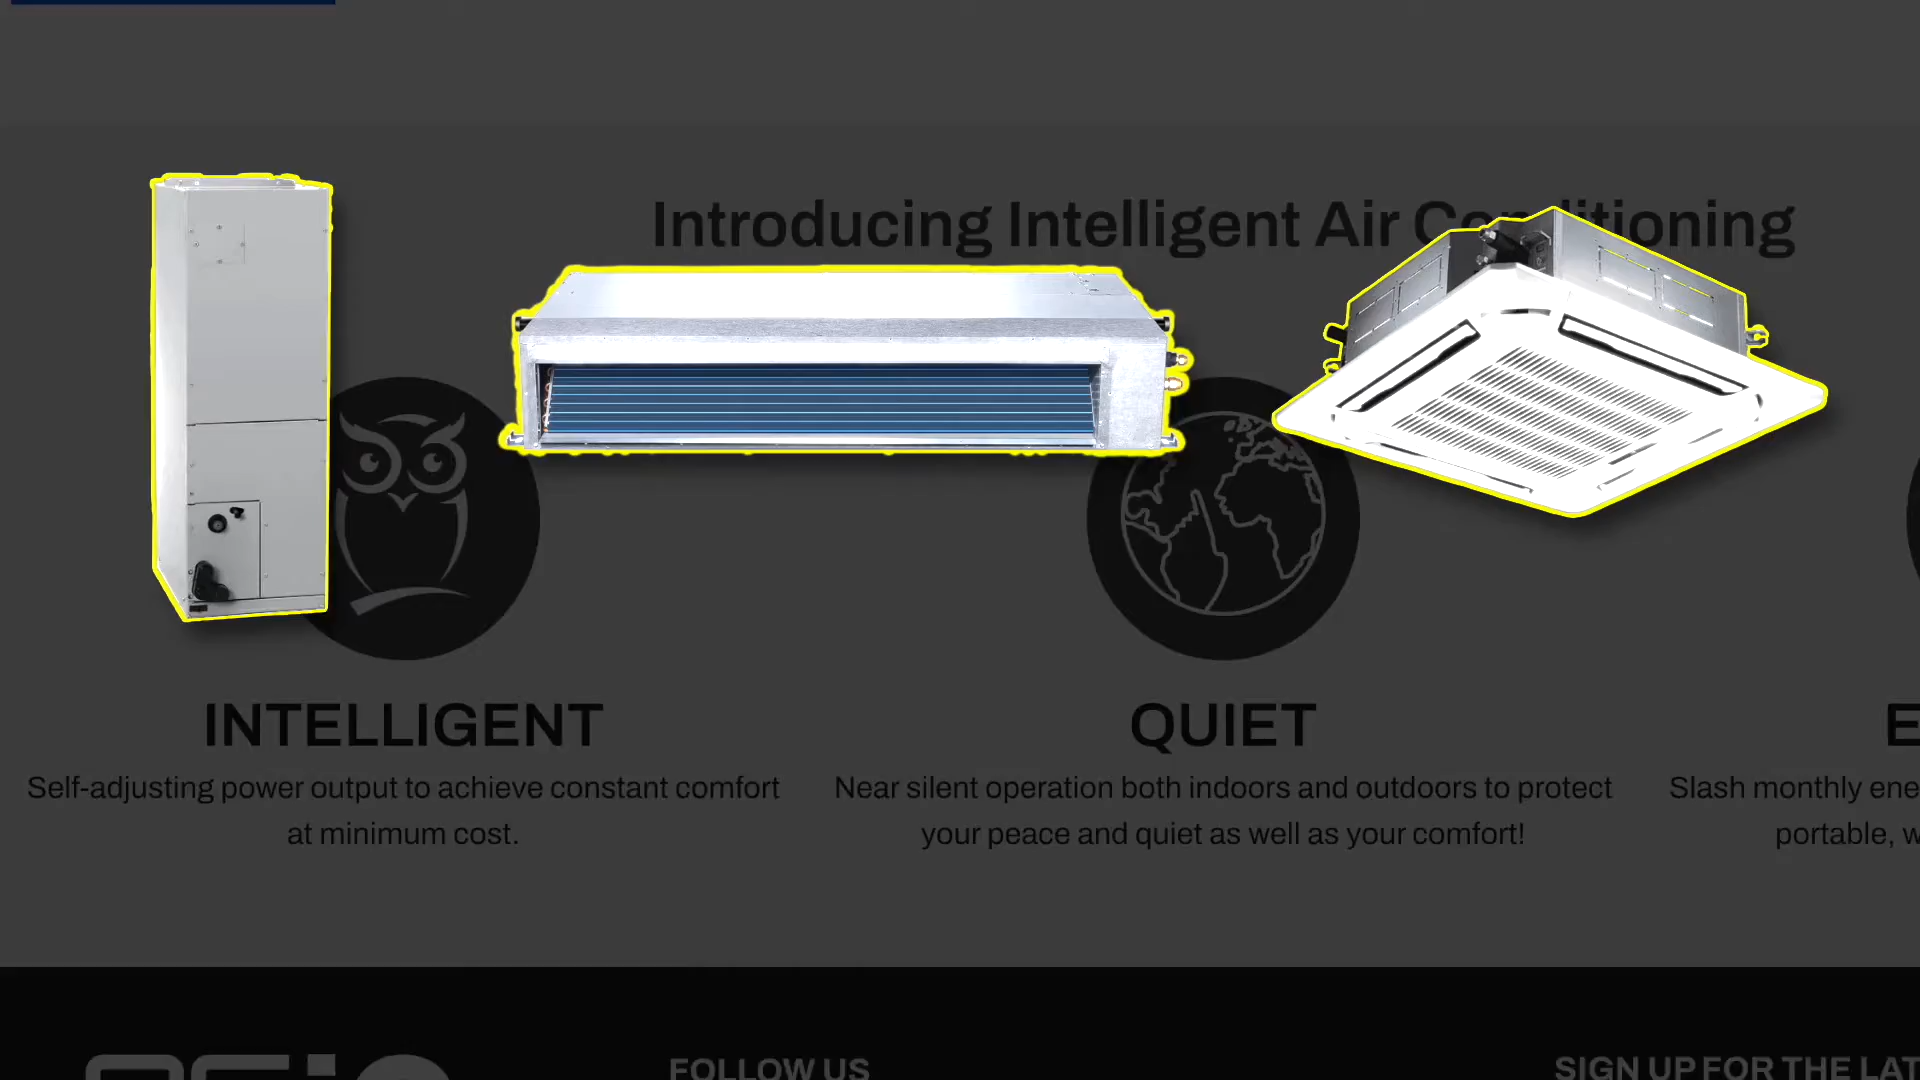 Introducing Intelligent Air Conditioning
INTELLIGENT
Self-adjusting power output to achieve constant comfort
at minimum cost.
QUIET
Near silent operation both indoors and outdoors to protect
your peace and quiet as well as your comfort!
E
Slash monthly ene
portable, w
FOLLOW US
SIGN UP FOR THE LAT